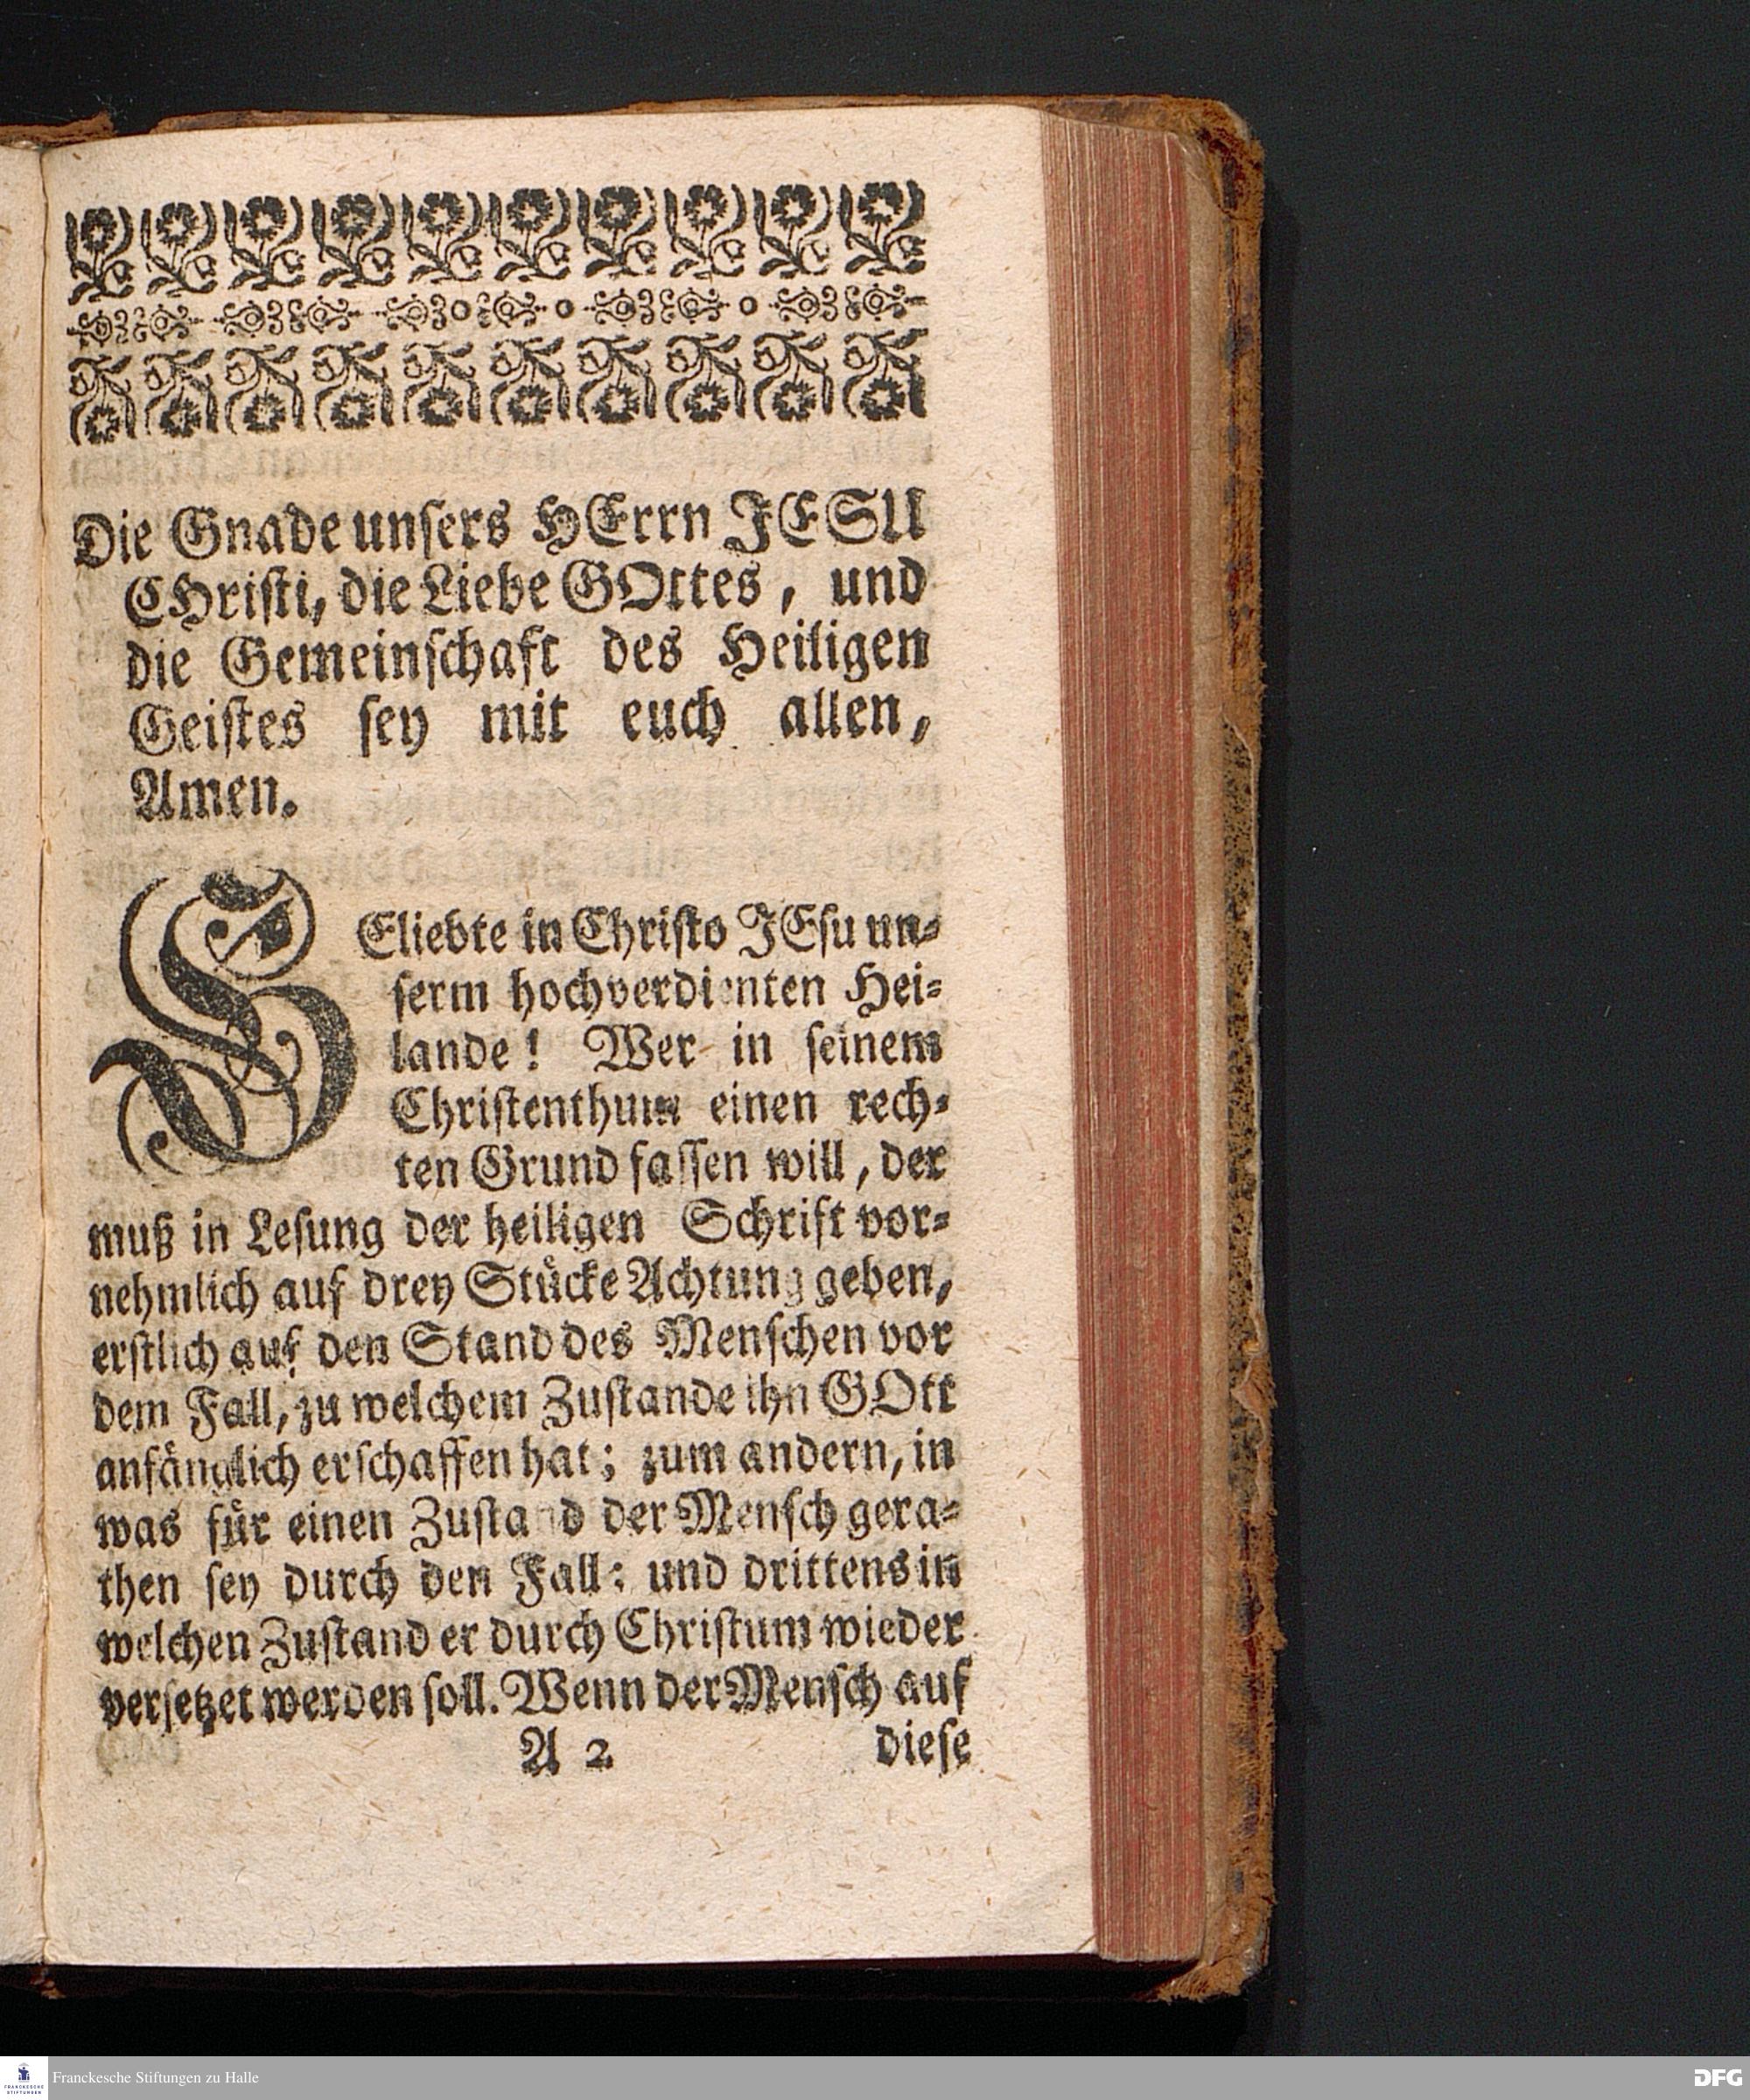 Die Gnade unsers HErrn JESU
CHristi, die Liebe GOttes, und
die Gemeinschaft des Heiligen
Geistes sey mit euch allen,
Amen.
GEliebte in Christo JEsu un-
serm hochverdienten Hei-
lande! Wer in seinem
Christenthum einen rech-
ten Grund fassen will, der
muß in Lesung der heiligen Schrift vor-
nehmlich auf drey Stücke Achtung geben,
erstlich auf den Stand des Menschen vor
dem Fall, zu welchem Zustande ihn GOtt
anfänglich erschaffen hat; zum andern, in
was für einen Zustand der Mensch gera-
then sey durch den Fall; und drittens in
welchen Zustand er durch Christum wieder
versetzet werden soll. Wenn der Mensch auf
A 2 diese
FRANCKESCHE STIFTUNGEN
Franckesche Stiftungen zu Halle
DFG